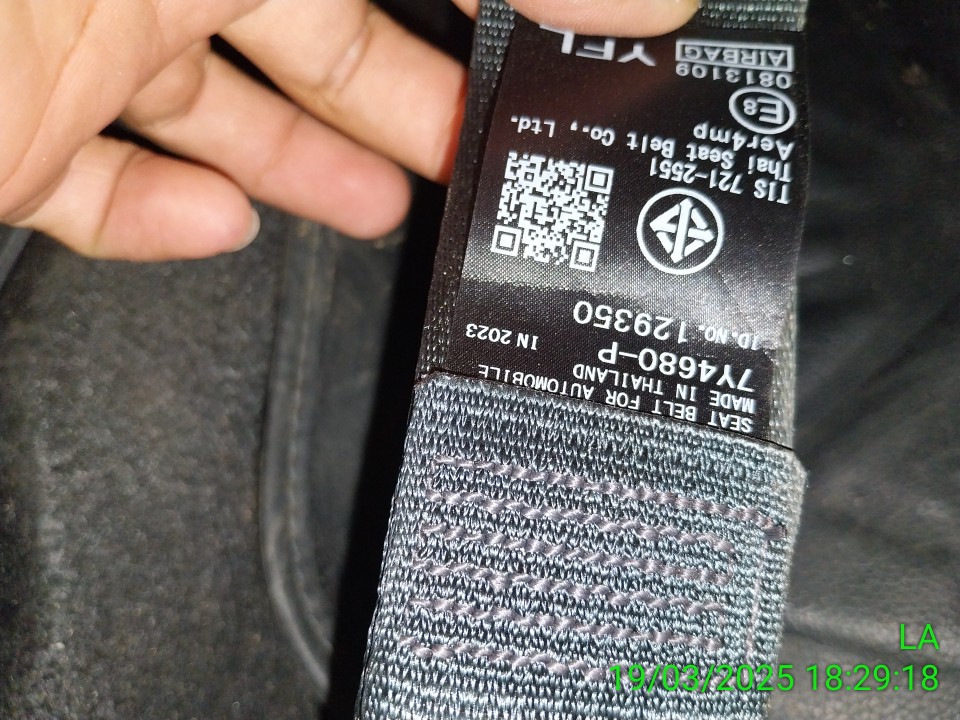 SEAT BELT FOR AUTOMOBILE
MADE IN THAILAND
7Y4680-P IN 2023
ID.NO. 129350
TIS 721-2551
Thai Seat Belt Co., Ltd.
Aer4mp
E8
0813109
AIRBAG YFL
LA
19/03/2025 18:29:18